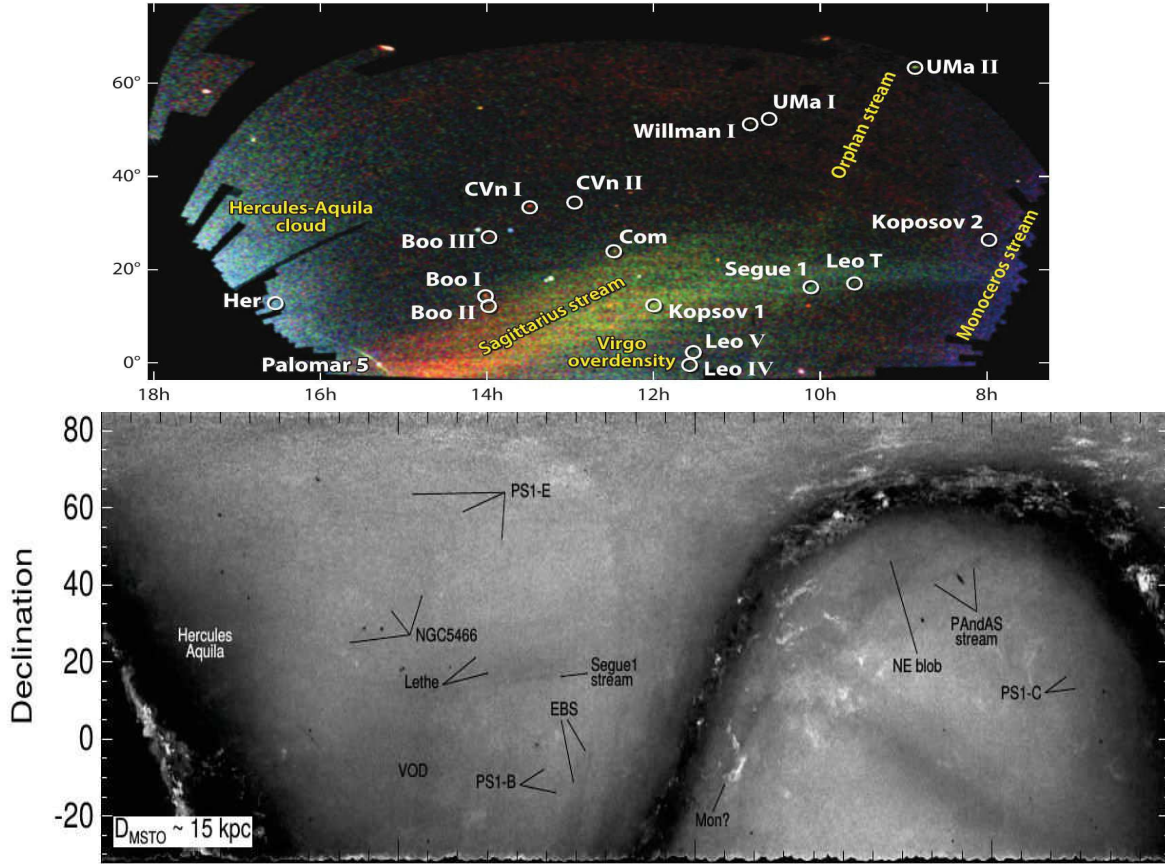 60°
UMa II
UMa I
Willman I
Orphan stream
40°
CVn I
CVn II
Hercules-Aquila
cloud
Boo III
Com
Koposov 2
20°
Boo I
Segue 1
Leo T
Her
Boo II
Sagittarius stream
Kopsov 1
Monoceros stream
Virgo
overdensity
Leo V
Leo IV
0°
Palomar 5
18h
16h
14h
12h
10h
8h
Declination
80
60
40
20
0
-20
PS1-E
NGC5466
Hercules
Aquila
Lethe
Segue1
stream
EBS
VOD
PS1-B
PAndAS
stream
NE blob
PS1-C
Mon?
DMSTO ~ 15 kpc